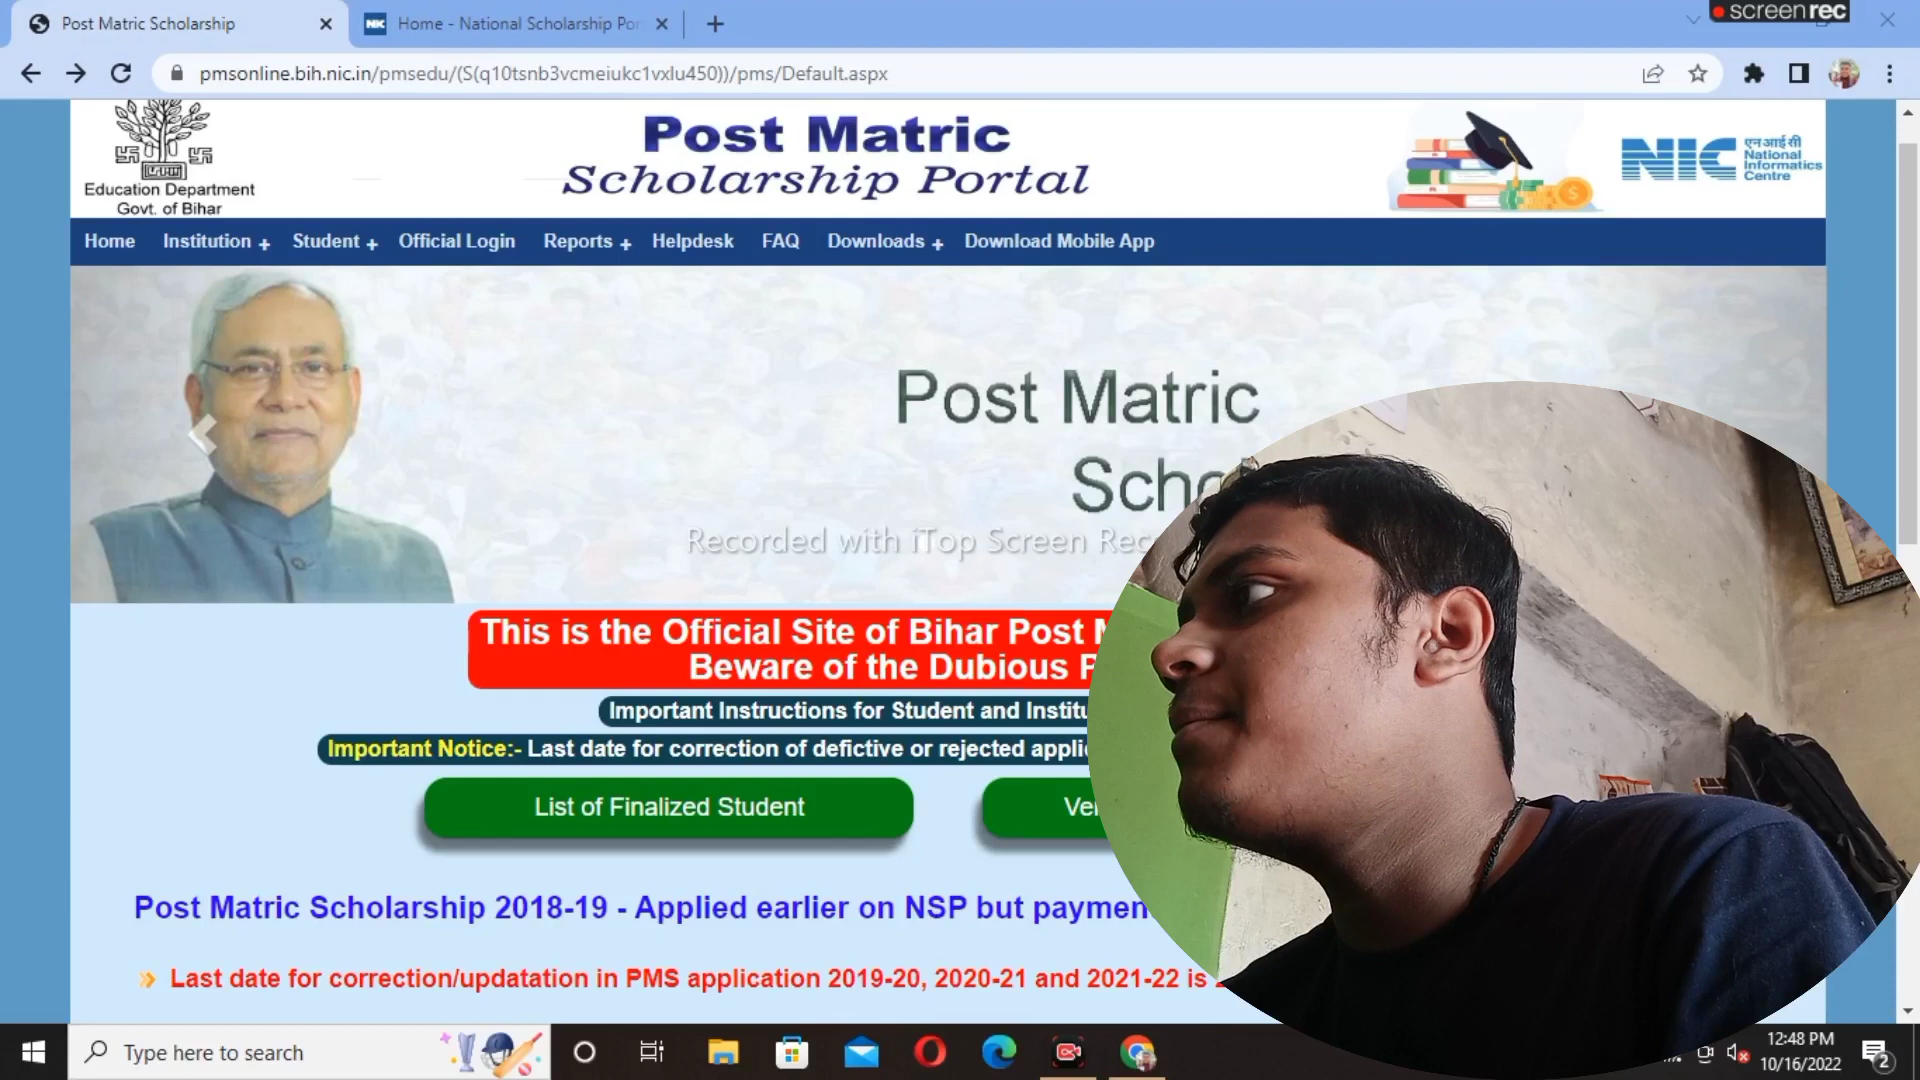 Post Matric Scholarship
NIC Home - National Scholarship Por
screenrec
pmsonline.bih.nic.in/pmsedu/(S(q10tsnb3vcmeiukc1vxlu450))/pms/Default.aspx
Education Department
Govt. of Bihar
Post Matric
Scholarship Portal
NIC
एन आई सी
National
Informatics
Centre
Home Institution + Student + Official Login Reports + Helpdesk FAQ Downloads + Download Mobile App
Post Matric
Scho
Recorded with iTop Screen Rec
This is the Official Site of Bihar Post
Beware of the Dubious
Important Instructions for Student and Institu
Important Notice:- Last date for correction of defictive or rejected appli
List of Finalized Student
Ver
Post Matric Scholarship 2018-19 - Applied earlier on NSP but paymen
Last date for correction/updatation in PMS application 2019-20, 2020-21 and 2021-22 is
Type here to search
12:48 PM
10/16/2022
2